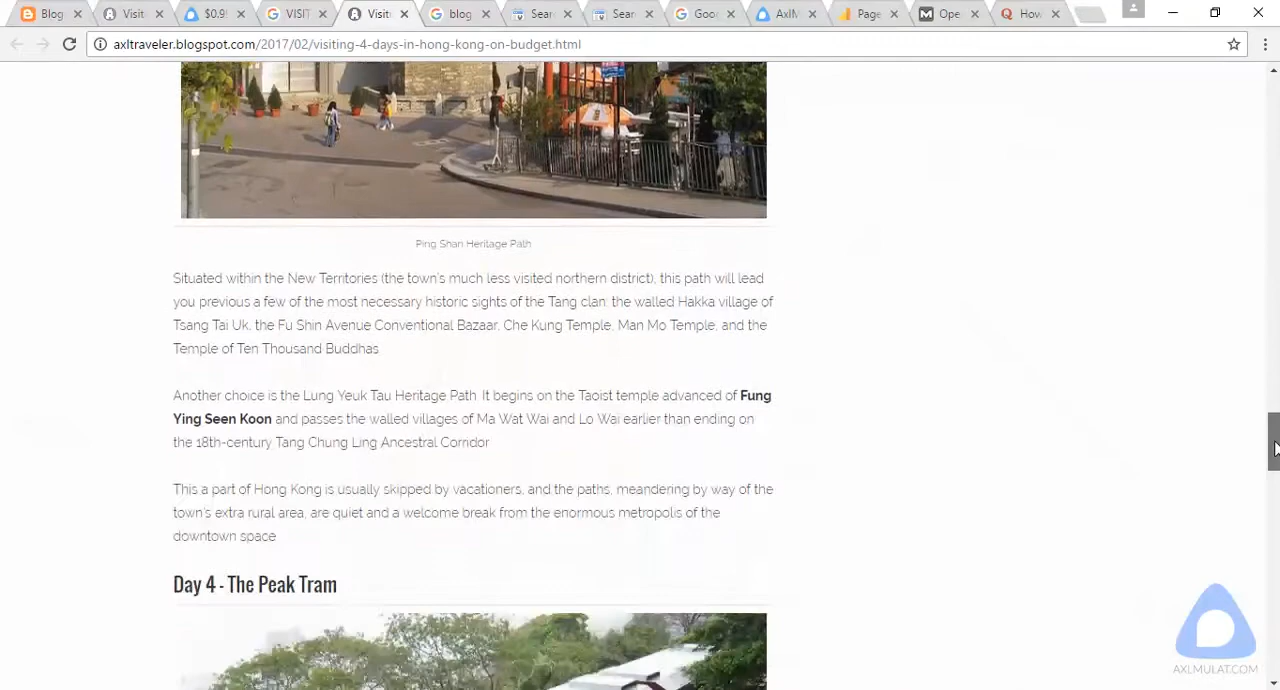 Blog
Visit
$0.9
VISIT
Visit
blog
Sear
Sear
Goo
AxlM
Page
Ope
How
axltraveler.blogspot.com/2017/02/visiting-4-days-in-hong-kong-on-budget.html
Ping Shan Heritage Path
Situated within the New Territories (the town's much less visited northern district), this path will lead
you previous a few of the most necessary historic sights of the Tang clan: the walled Hakka village of
Tsang Tai Uk, the Fu Shin Avenue Conventional Bazaar, Che Kung Temple, Man Mo Temple, and the
Temple of Ten Thousand Buddhas.
Another choice is the Lung Yeuk Tau Heritage Path. It begins on the Taoist temple advanced of Fung
Ying Seen Koon and passes the walled villages of Ma Wat Wai and Lo Wai earlier than ending on
the 18th-century Tang Chung Ling Ancestral Corridor.
This a part of Hong Kong is usually skipped by vacationers, and the paths, meandering by way of the
town's extra rural area, are quiet and a welcome break from the enormous metropolis of the
downtown space.
Day 4 - The Peak Tram
AXLMULAT.COM